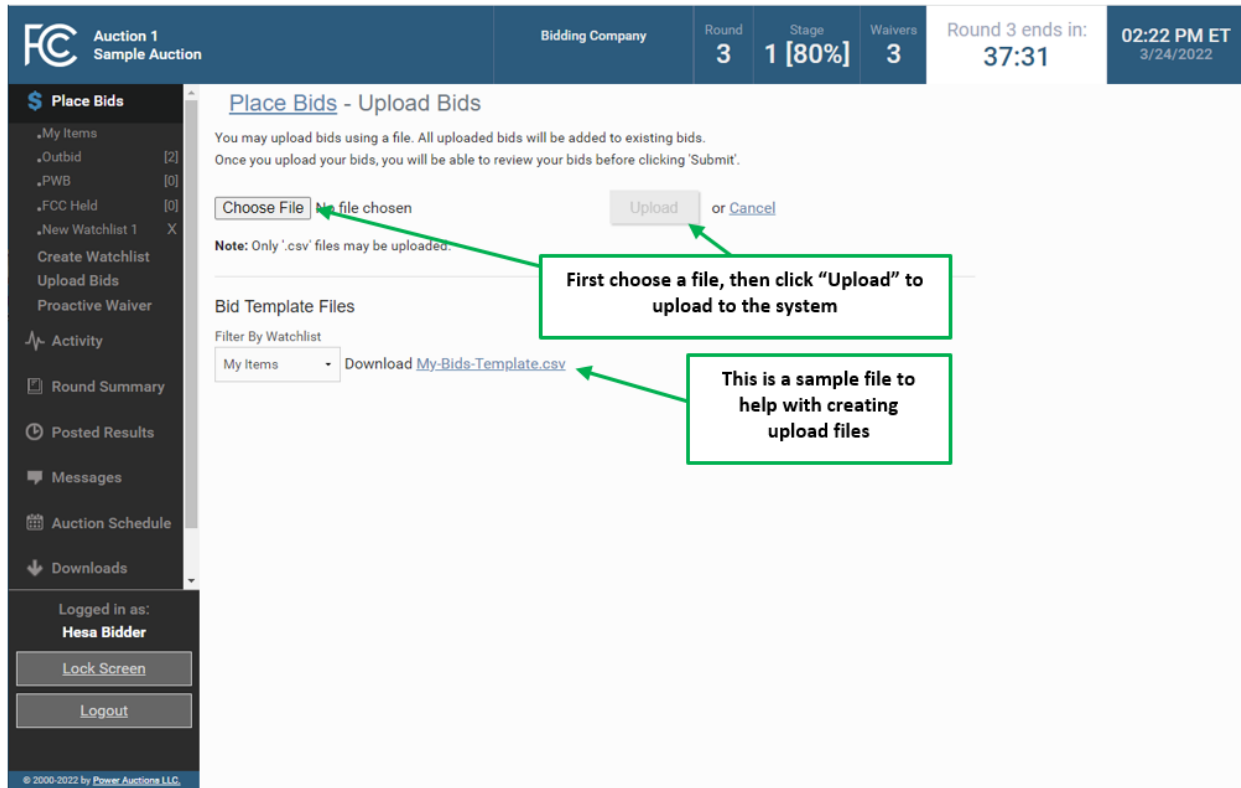 FCC
Auction 1
Sample Auction
Bidding Company
Round
3
Stage
1 [80%]
Waivers
3
Round 3 ends in:
37:31
02:22 PM ET
3/24/2022
$ Place Bids
My Items
Outbid [2]
PWB [0]
FCC Held [0]
New Watchlist 1 X
Create Watchlist
Upload Bids
Proactive Waiver
Activity
Round Summary
Posted Results
Messages
Auction Schedule
Downloads
Logged in as:
Hesa Bidder
Lock Screen
Logout
© 2000-2022 by Power Auctions LLC.
Place Bids - Upload Bids
You may upload bids using a file. All uploaded bids will be added to existing bids.
Once you upload your bids, you will be able to review your bids before clicking 'Submit'.
Choose File No file chosen
Upload or Cancel
Note: Only '.csv' files may be uploaded.
First choose a file, then click “Upload” to
upload to the system
Bid Template Files
Filter By Watchlist
My Items Download My-Bids-Template.csv
This is a sample file to
help with creating
upload files